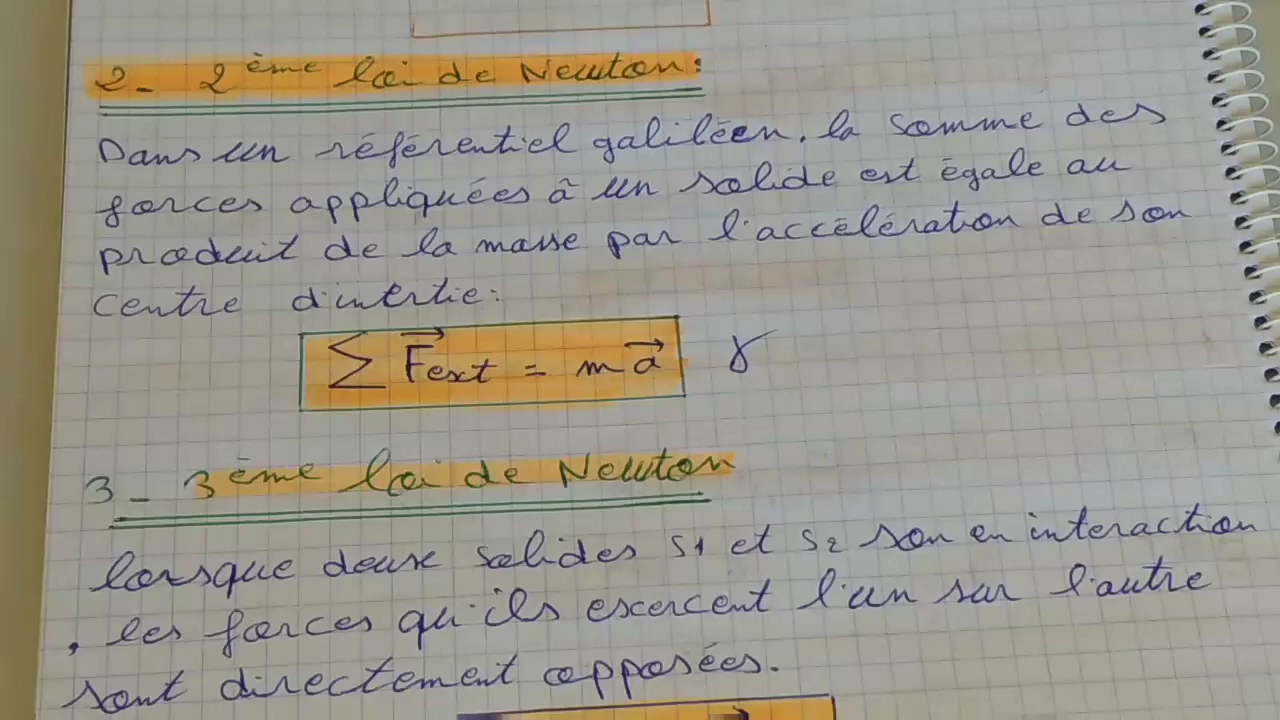 2- 2ème loi de Newton:
Dans un référentiel galiléen, la somme des
forces appliquées à un solide est égale au
produit de la masse par l'accélération de son
centre d'inertie:
∑ F⃗ext = m a⃗ γ
3- 3ème loi de Newton
lorsque deux solides S1 et S2 son en interaction
, les forces qu'ils escercent l'un sur l'autre
sont directement opposées.